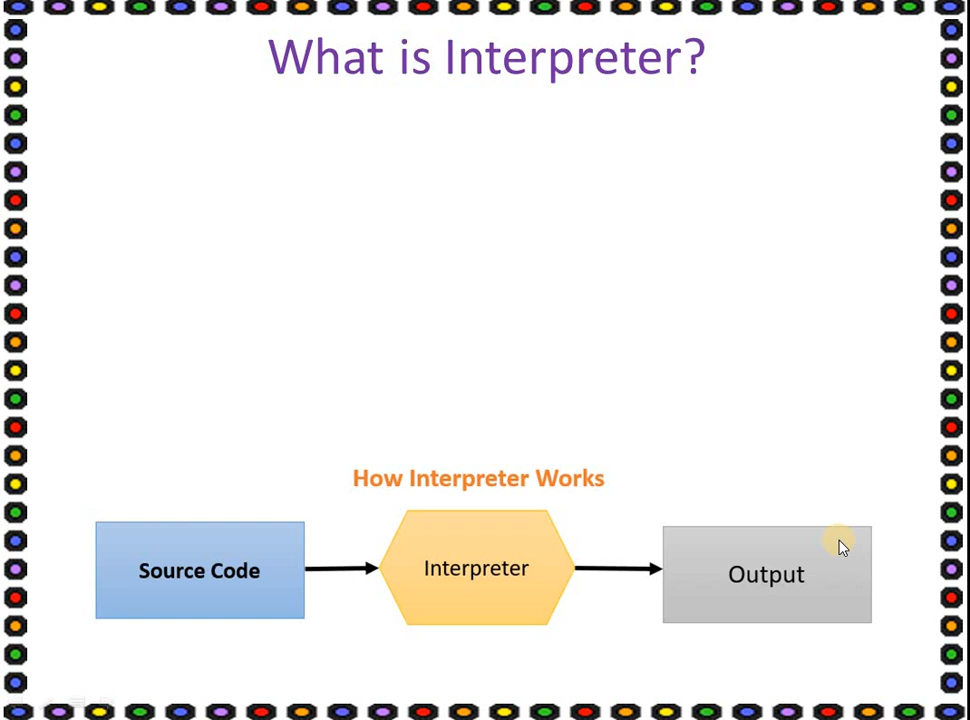 What is Interpreter?
How Interpreter Works
Source Code
Interpreter
Output